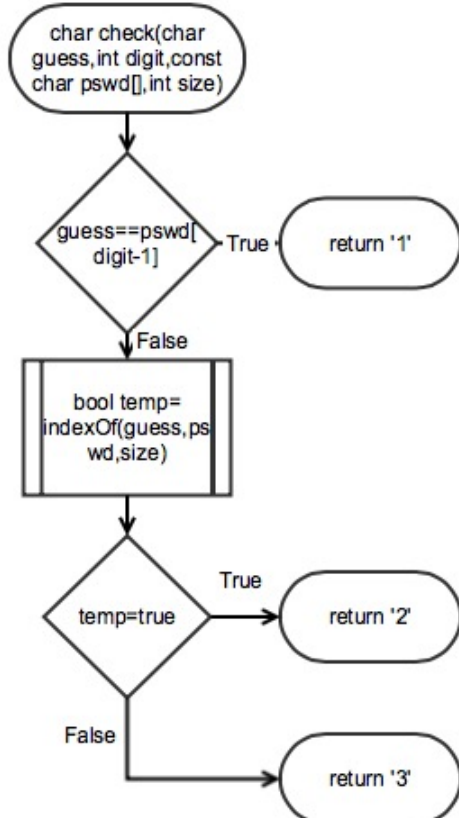 char check(char
guess,int digit,const
char pswd[],int size)
guess==pswd[
digit-1]
True
return '1'
False
bool temp=
indexOf(guess,ps
wd,size)
True
temp=true
return '2'
False
return '3'